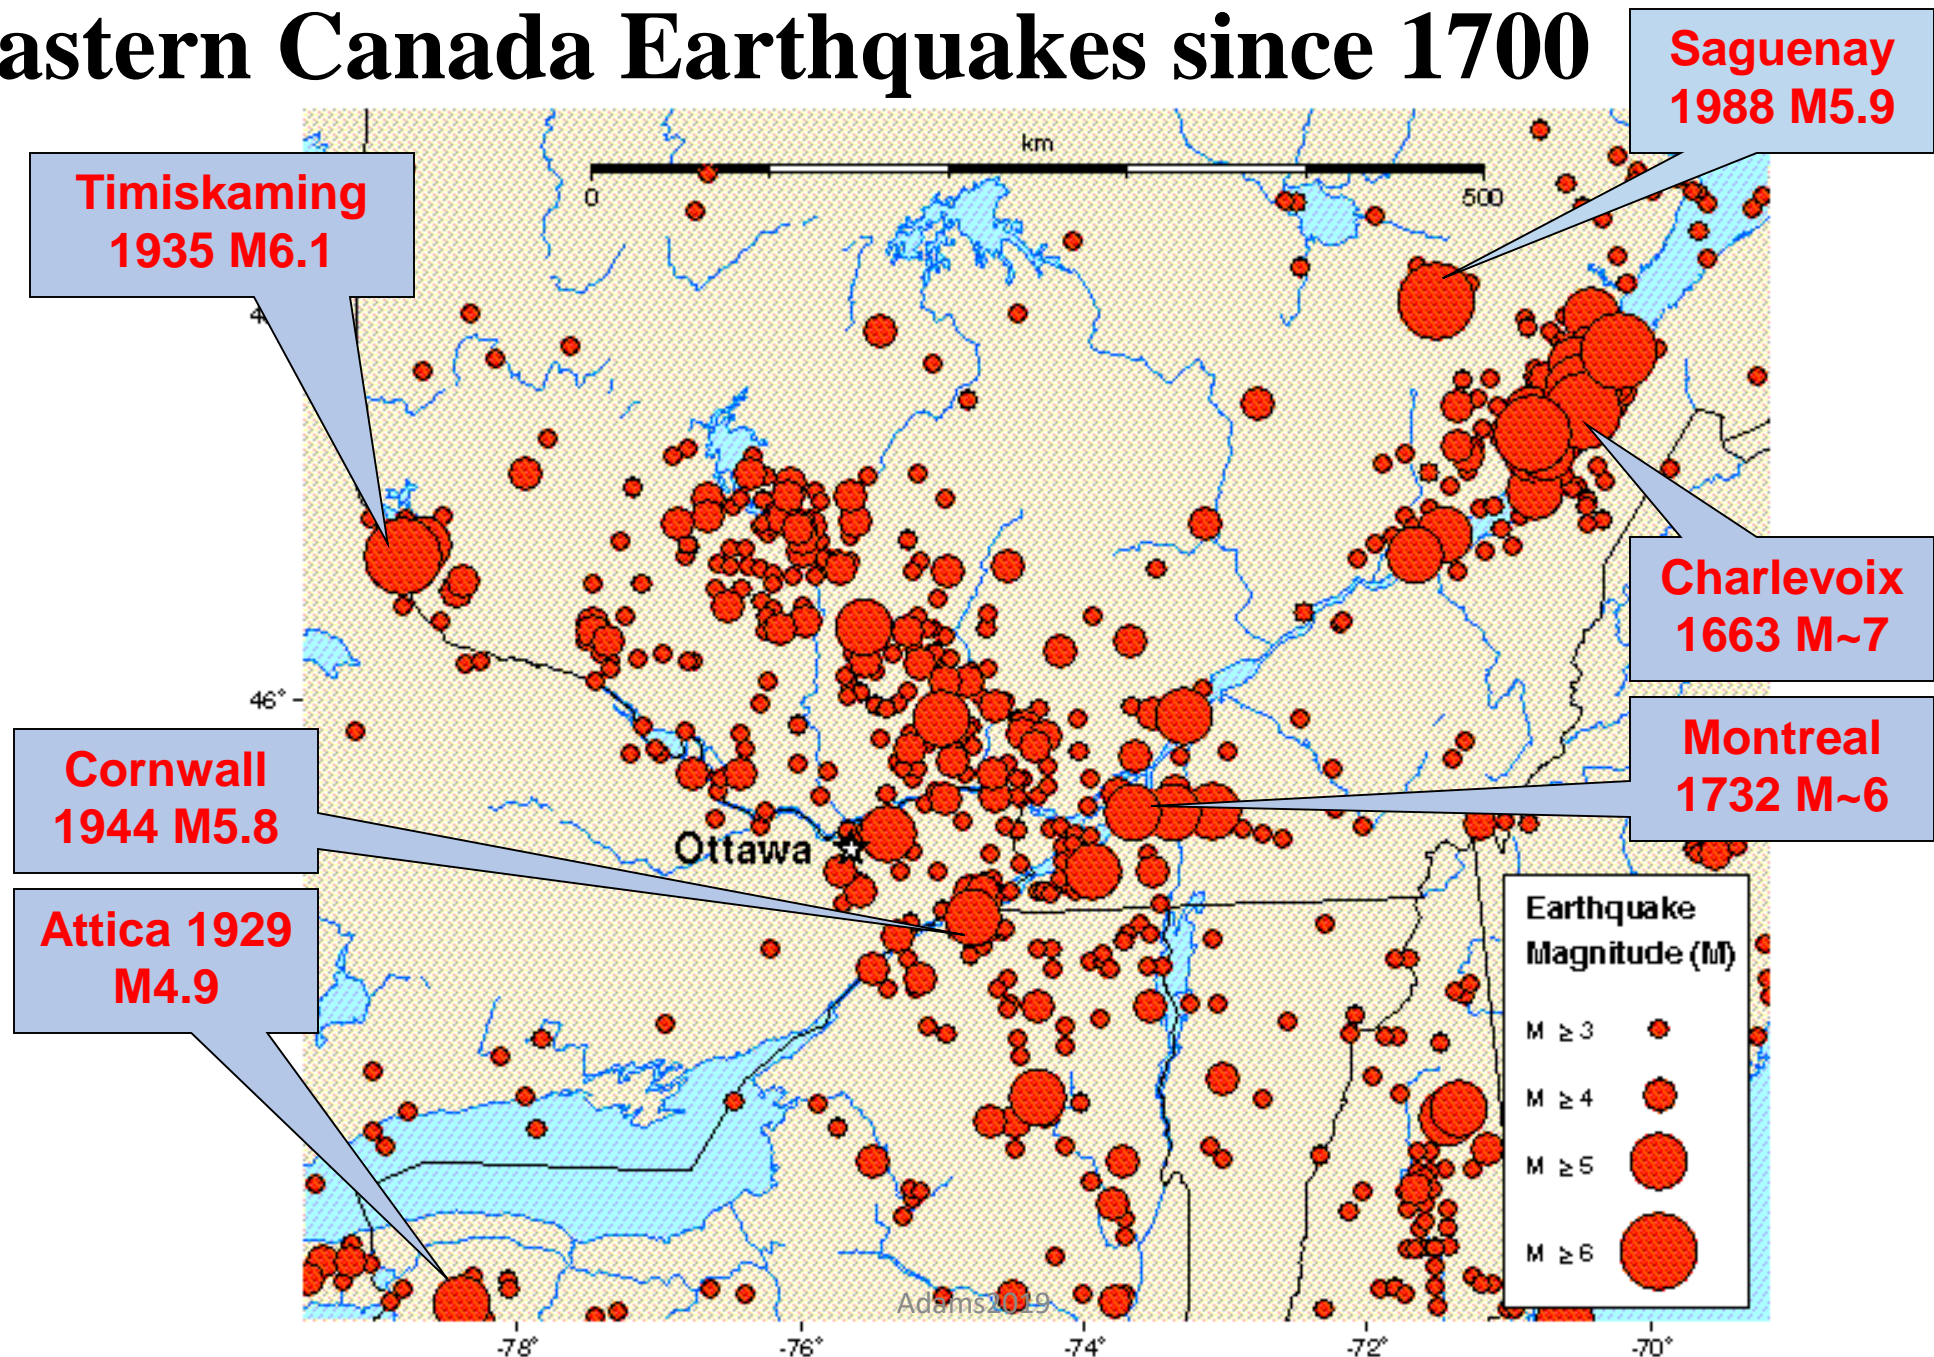 astern Canada Earthquakes since 1700
Saguenay
1988 M5.9
km
0
500
Timiskaming
1935 M6.1
Charlevoix
1663 M~7
46°
Montreal
1732 M~6
Cornwall
1944 M5.8
Ottawa
Attica 1929
M4.9
Earthquake
Magnitude (M)
M ≥ 3
M ≥ 4
M ≥ 5
M ≥ 6
Adams2019
-78°
-76°
-74°
-72°
-70°